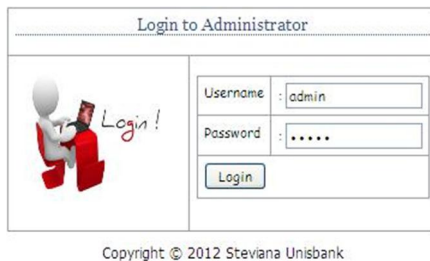 Login to Administrator
Login !
Username : admin
Password : •••••
Login
Copyright © 2012 Steviana Unisbank